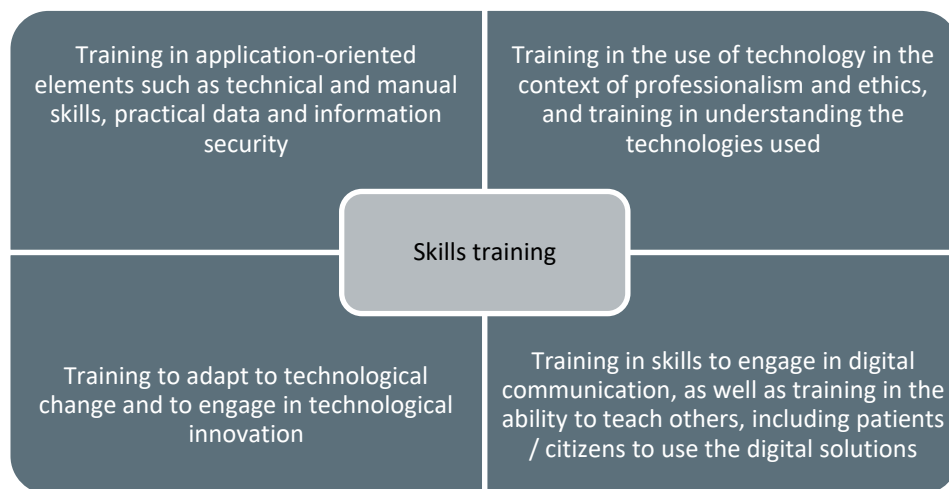 Training in application-oriented
elements such as technical and manual
skills, practical data and information
security
Training in the use of technology in the
context of professionalism and ethics,
and training in understanding the
technologies used
Skills training
Training to adapt to technological
change and to engage in technological
innovation
Training in skills to engage in digital
communication, as well as training in the
ability to teach others, including patients
/ citizens to use the digital solutions